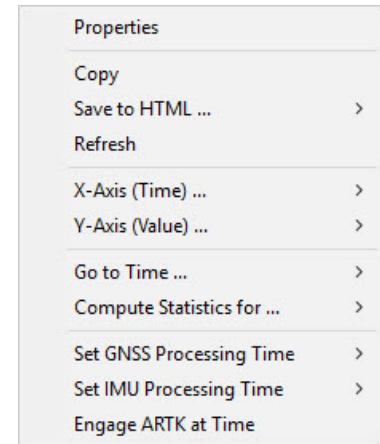 Properties
Copy
Save to HTML ...
Refresh
X-Axis (Time) ...
Y-Axis (Value) ...
Go to Time ...
Compute Statistics for ...
Set GNSS Processing Time
Set IMU Processing Time
Engage ARTK at Time